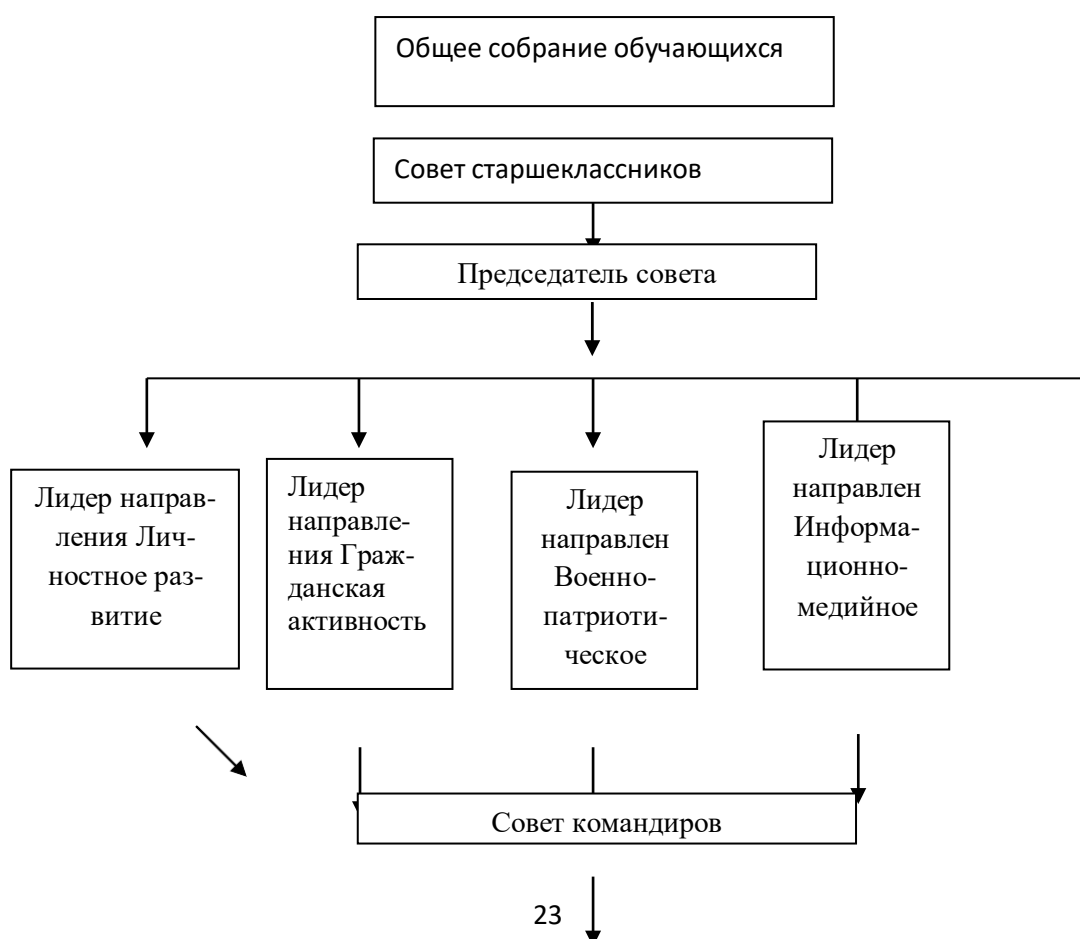 Общее собрание обучающихся
Совет старшеклассников
Председатель совета
Лидер направ-
ления Лич-
ностное раз-
витие
Лидер
направле-
ния Граж-
данская
активность
Лидер
направлен
Военно-
патриоти-
ческое
Лидер
направлен
Информа-
ционно-
медийное
Совет командиров
23